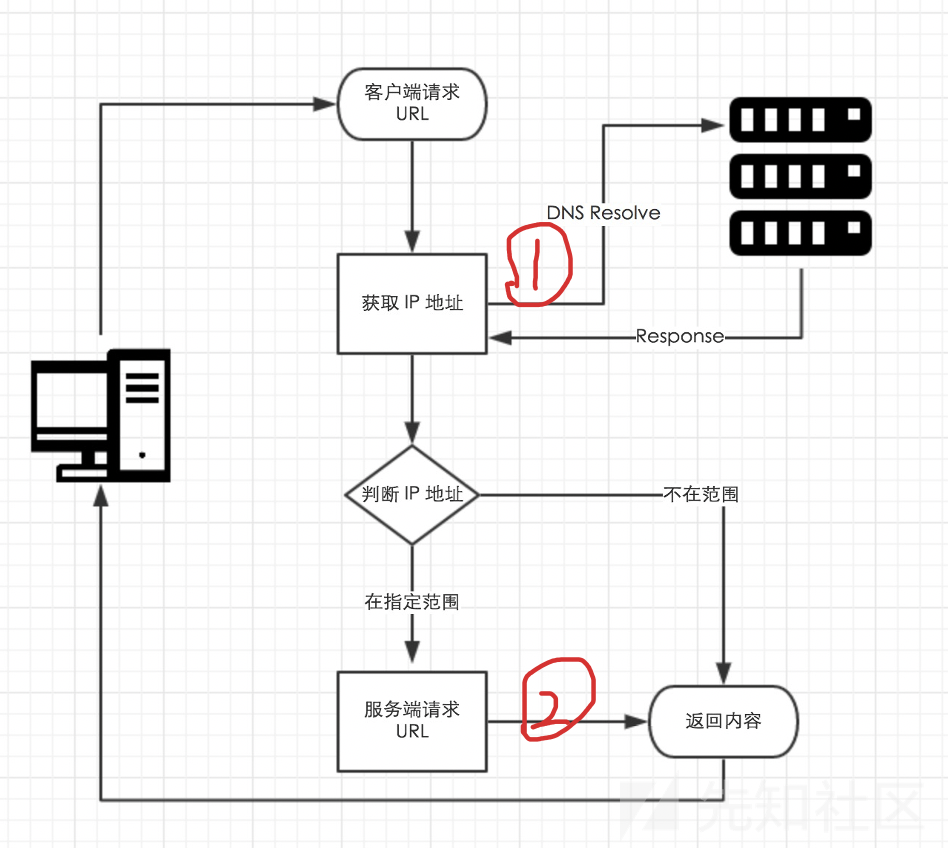 客户端请求
URL
DNS Resolve
1
获取 IP 地址
Response
判断 IP 地址
不在范围
在指定范围
服务端请求
URL
2
返回内容
先知社区